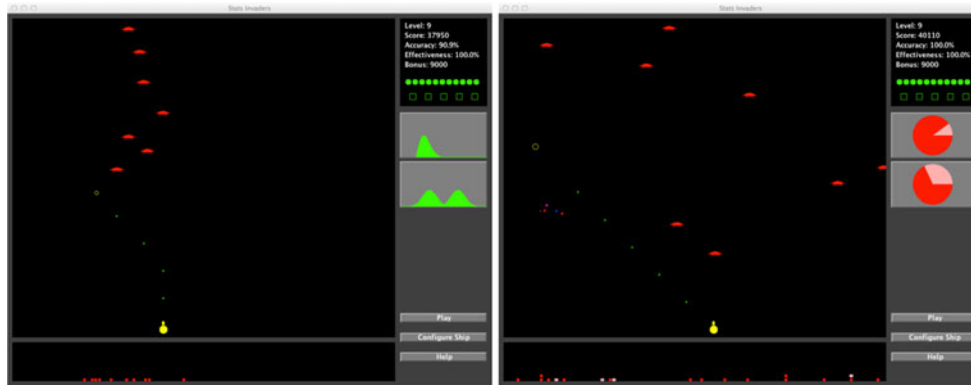 Stats Invaders
Level: 9
Score: 37950
Accuracy: 90.9%
Effectiveness: 100.0%
Bonus: 9000
Play
Configure Ship
Help
Stats Invaders
Level: 9
Score: 40110
Accuracy: 100.0%
Effectiveness: 100.0%
Bonus: 9000
Play
Configure Ship
Help